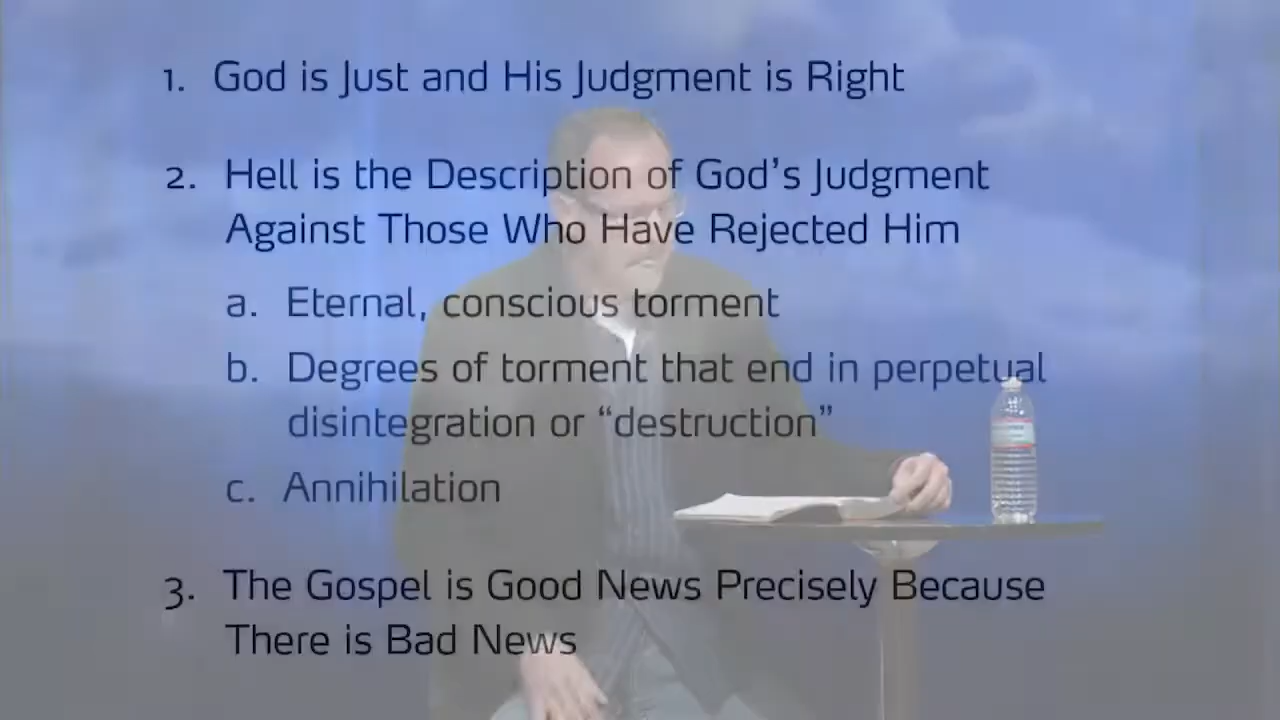 1. God is Just and His Judgment is Right
2. Hell is the Description of God's Judgment
Against Those Who Have Rejected Him
a. Eternal, conscious torment
b. Degrees of torment that end in perpetual
disintegration or “destruction”
c. Annihilation
3. The Gospel is Good News Precisely Because
There is Bad News